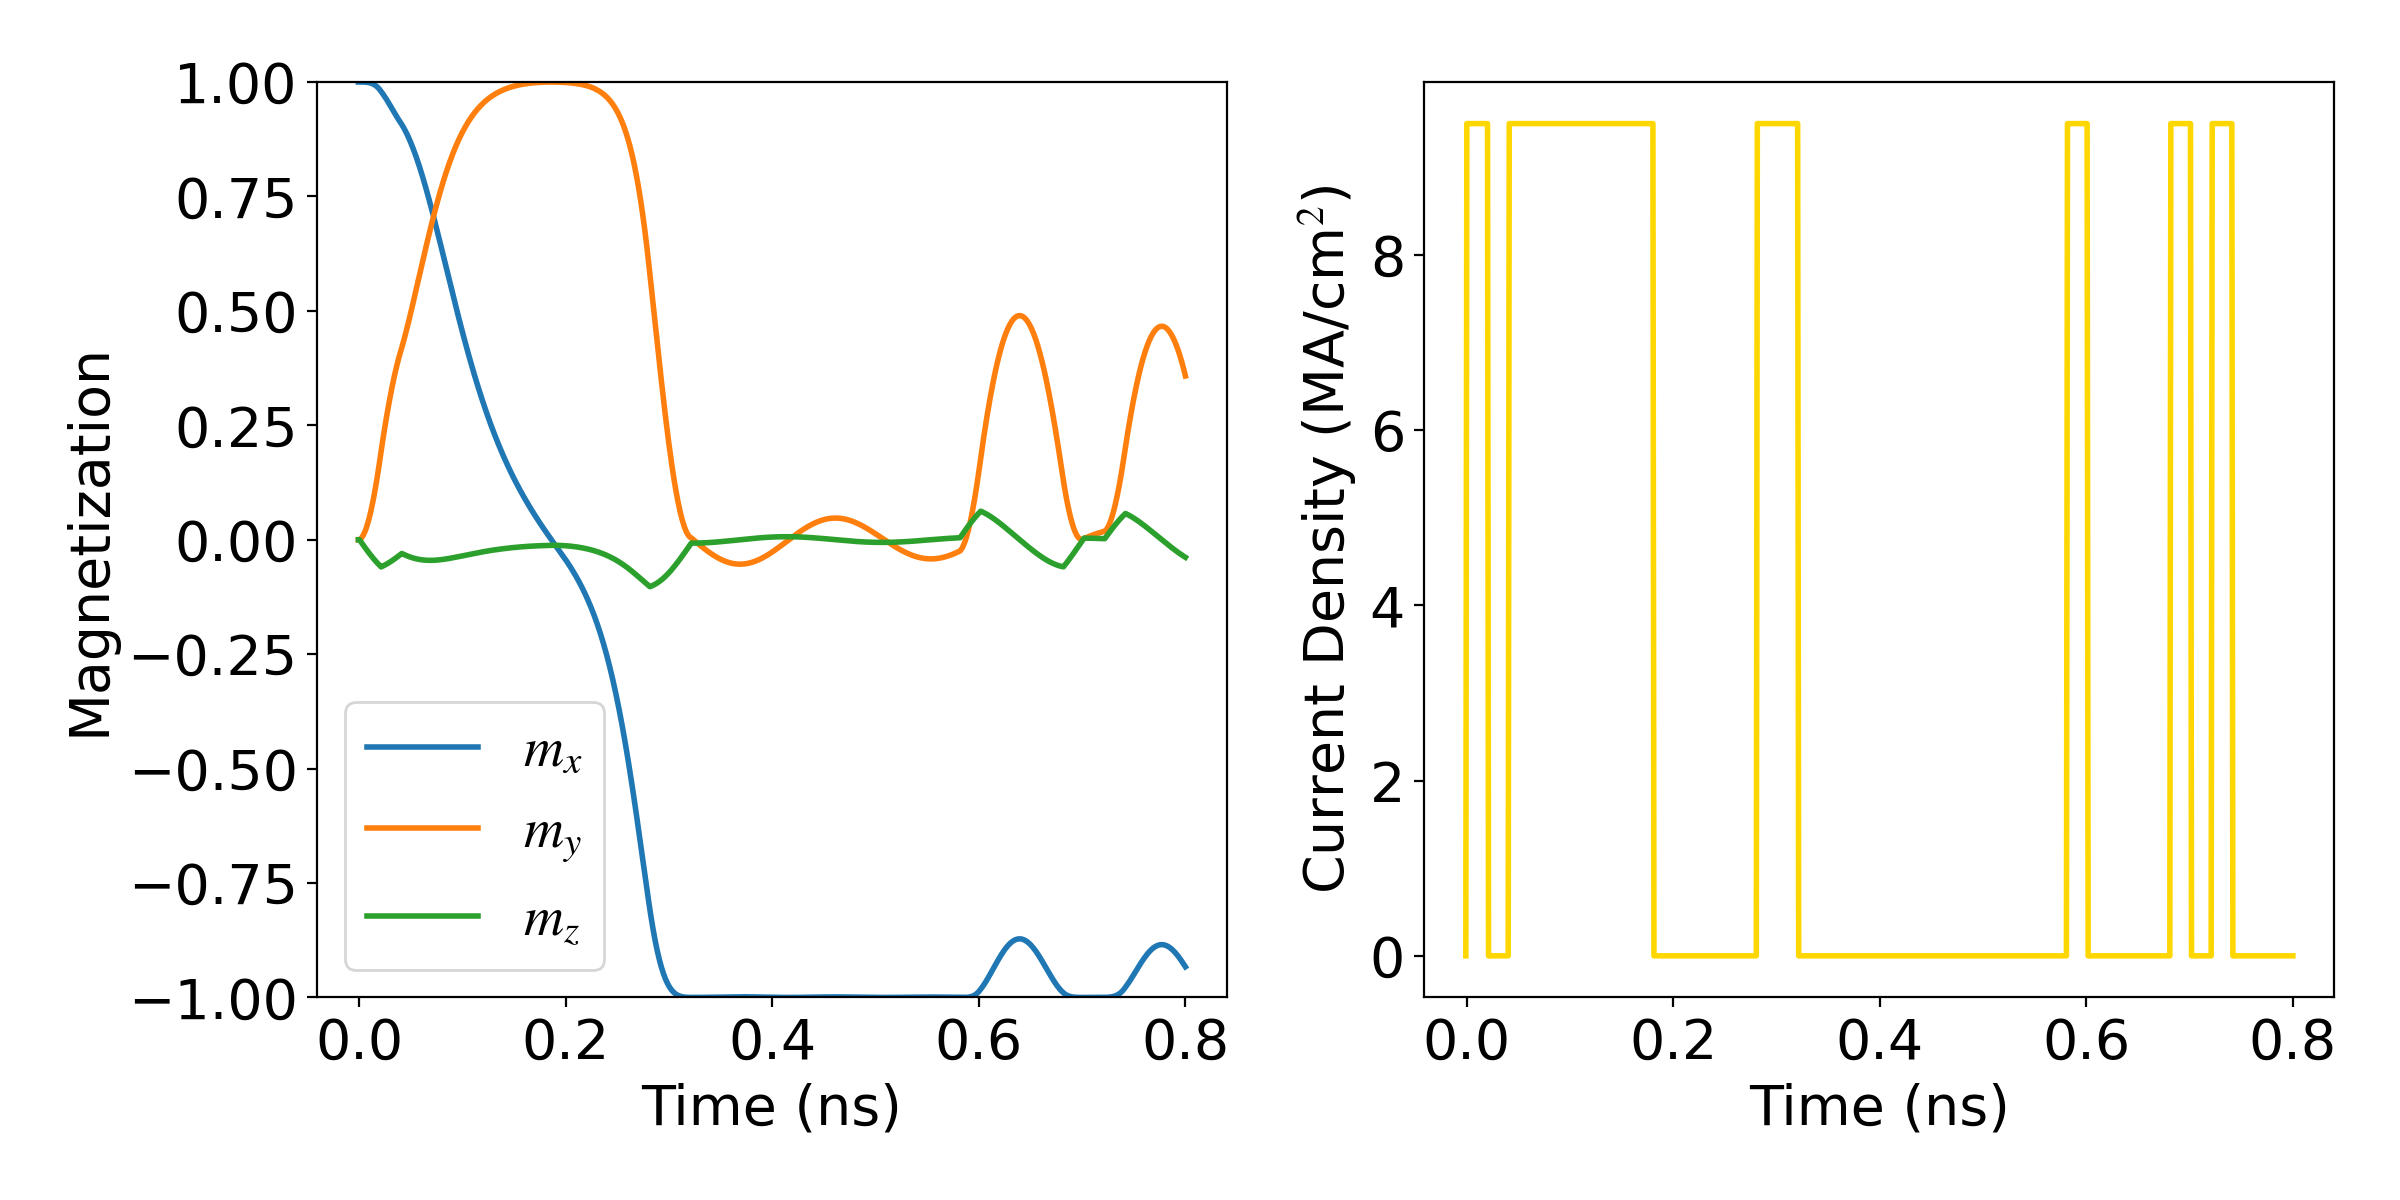 Magnetization
1.00
0.75
0.50
0.25
0.00
−0.25
−0.50
−0.75
−1.00
m_x
m_y
m_z
0.0 0.2 0.4 0.6 0.8
Time (ns)
Current Density (MA/cm²)
8
6
4
2
0
0.0 0.2 0.4 0.6 0.8
Time (ns)